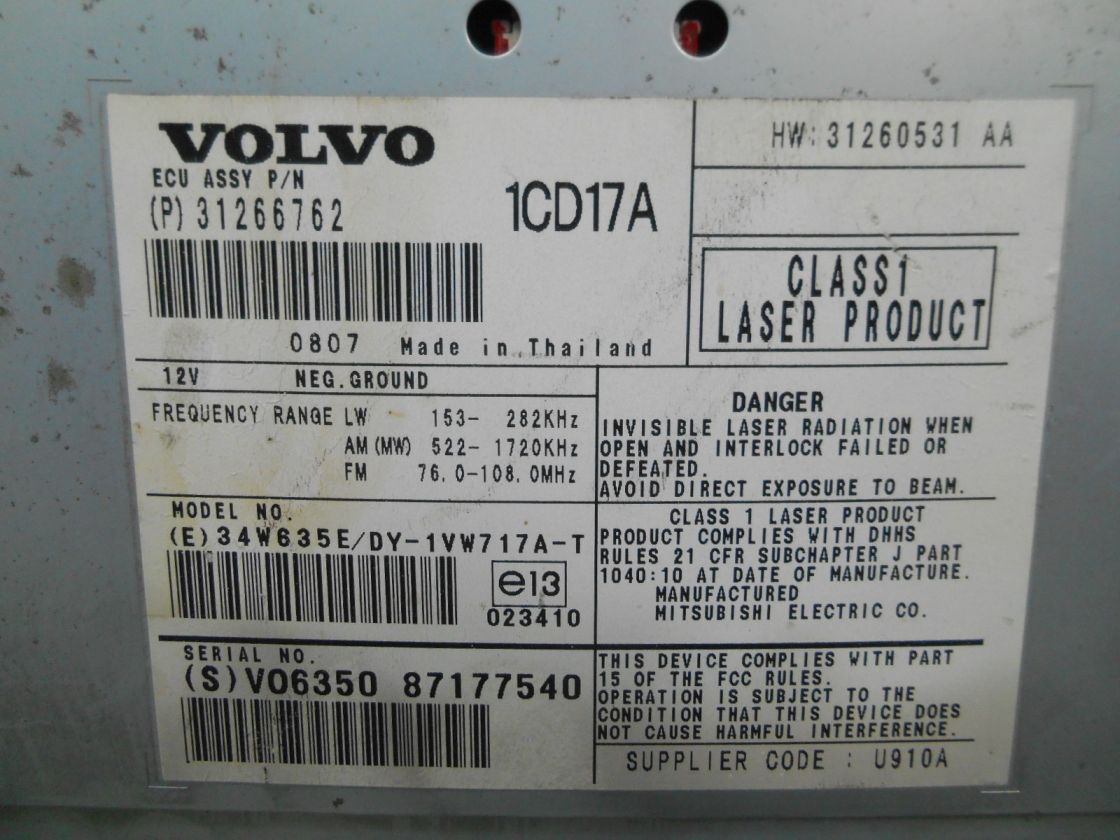 VOLVO
ECU ASSY P/N
(P) 31266762
1CD17A
0807 Made in Thailand
HW: 31260531 AA
CLASS1
LASER PRODUCT
12V NEG.GROUND
FREQUENCY RANGE LW 153- 282KHz
AM(MW) 522- 1720KHz
FM 76.0-108.0MHz
MODEL NO.
(E)34W635E/DY-1VW717A-T
e13
023410
SERIAL NO.
(S)V06350 87177540
DANGER
INVISIBLE LASER RADIATION WHEN
OPEN AND INTERLOCK FAILED OR
DEFEATED.
AVOID DIRECT EXPOSURE TO BEAM.
CLASS 1 LASER PRODUCT
PRODUCT COMPLIES WITH DHHS
RULES 21 CFR SUBCHAPTER J PART
1040:10 AT DATE OF MANUFACTURE.
MANUFACTURED
MITSUBISHI ELECTRIC CO.
THIS DEVICE COMPLIES WITH PART
15 OF THE FCC RULES.
OPERATION IS SUBJECT TO THE
CONDITION THAT THIS DEVICE DOES
NOT CAUSE HARMFUL INTERFERENCE.
SUPPLIER CODE : U910A